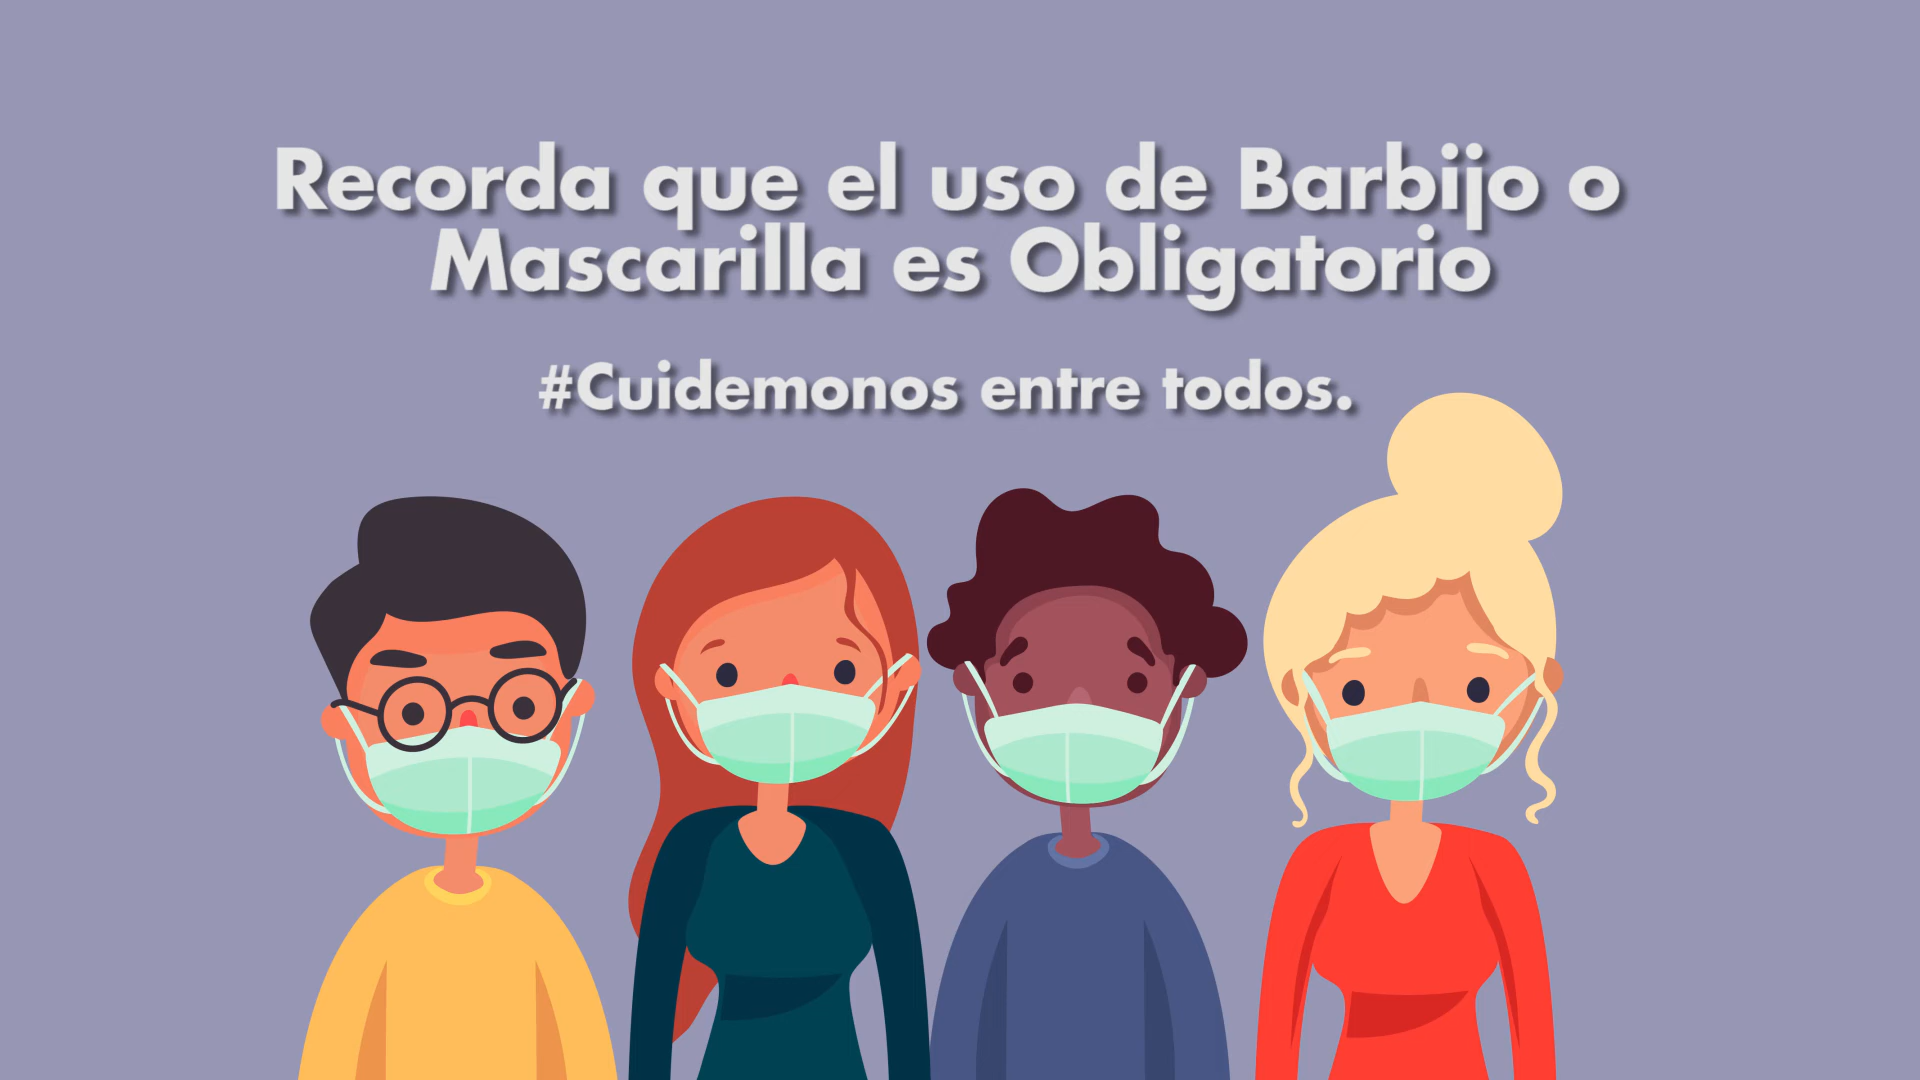 Recorda que el uso de Barbijo o
Mascarilla es Obligatorio
#Cuidemonos entre todos.